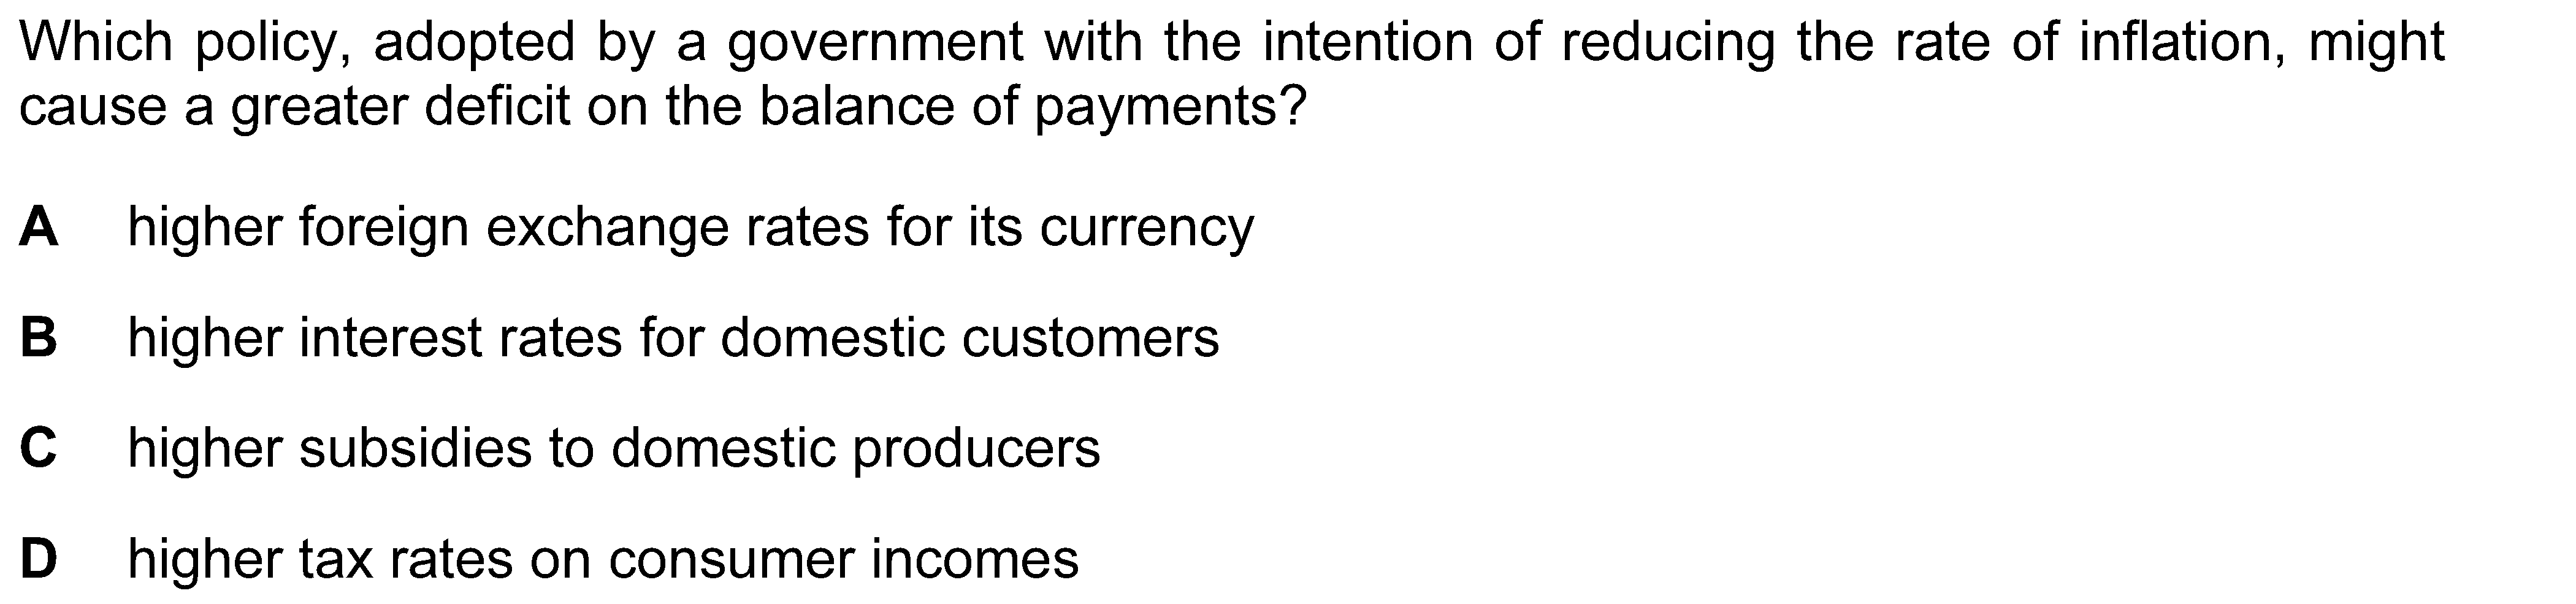 Which policy, adopted by a government with the intention of reducing the rate of inflation, might
cause a greater deficit on the balance of payments?
A higher foreign exchange rates for its currency
B higher interest rates for domestic customers
C higher subsidies to domestic producers
D higher tax rates on consumer incomes